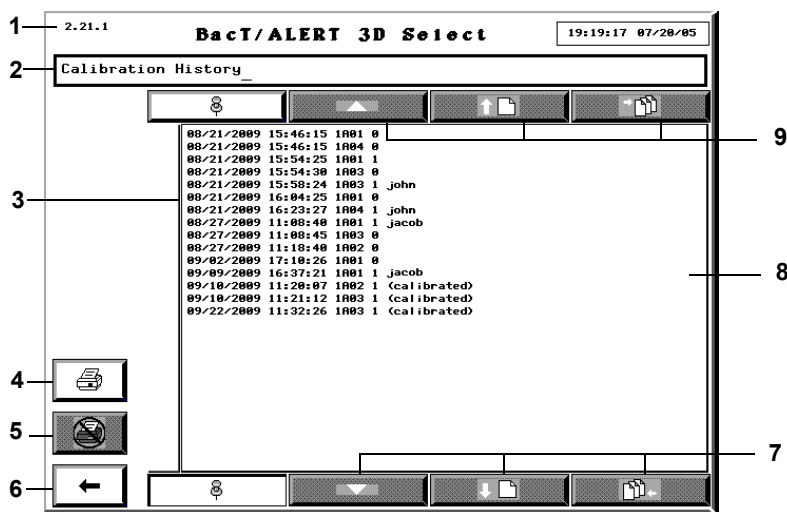 1
2.21.1
BacT/ALERT 3D Select
19:19:17 07/20/05
2
Calibration History_
9
3
08/21/2009 15:46:15 1A01 0
08/21/2009 15:46:15 1A04 0
08/21/2009 15:54:25 1A01 1
08/21/2009 15:54:30 1A03 0
08/21/2009 15:58:24 1A03 1 john
08/21/2009 16:04:25 1A01 0
08/21/2009 16:23:27 1A04 1 john
08/27/2009 11:08:40 1A01 1 jacob
08/27/2009 11:08:45 1A03 0
08/27/2009 11:18:40 1A02 0
09/02/2009 17:10:26 1A01 0
09/09/2009 16:37:21 1A01 1 jacob
09/10/2009 11:20:07 1A02 1 (calibrated)
09/10/2009 11:21:12 1A03 1 (calibrated)
09/22/2009 11:32:26 1A03 1 (calibrated)
8
4
5
7
6